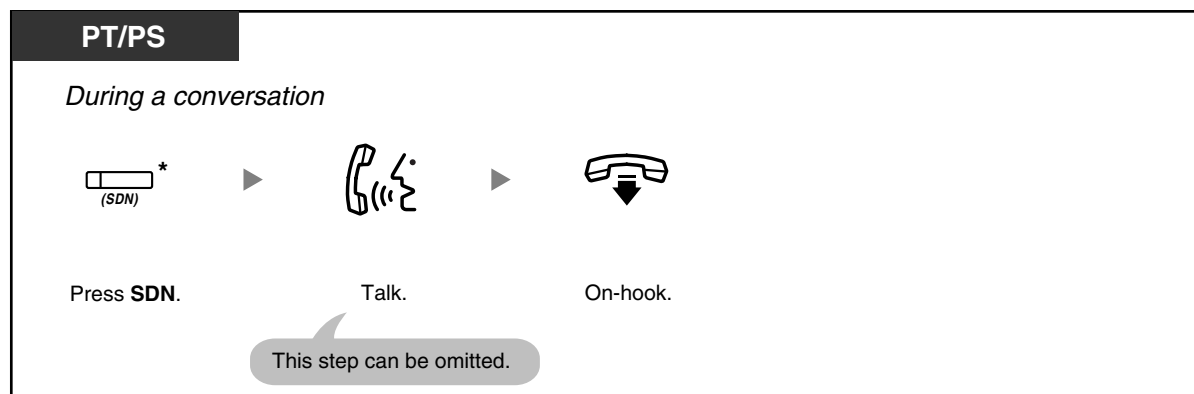 PT/PS
During a conversation
*
(SDN)
Press SDN.
Talk.
On-hook.
This step can be omitted.